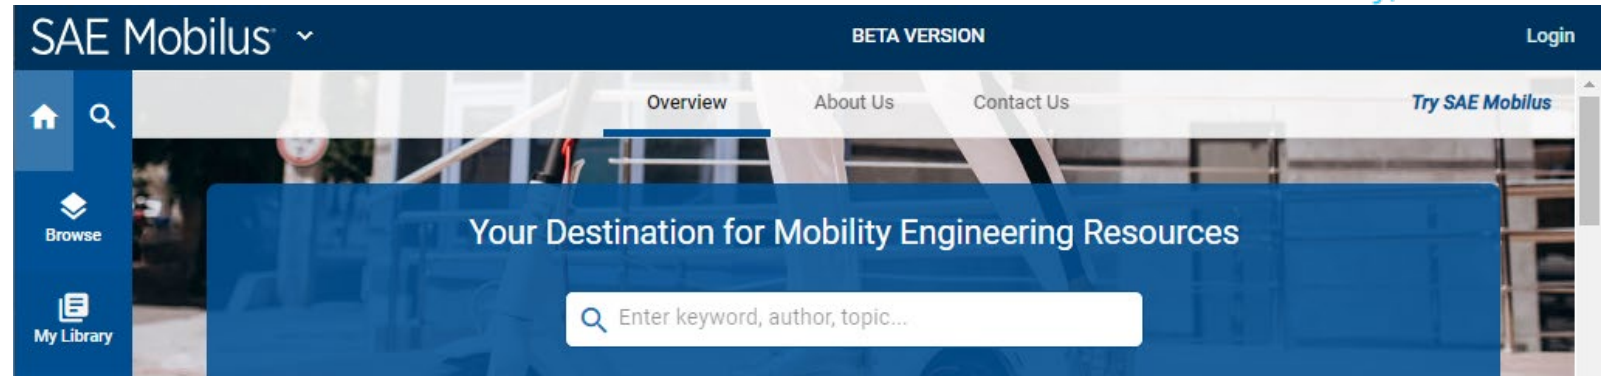 SAE Mobilus
BETA VERSION
Login
Overview
About Us
Contact Us
Try SAE Mobilus
Browse
My Library
Your Destination for Mobility Engineering Resources
Enter keyword, author, topic...